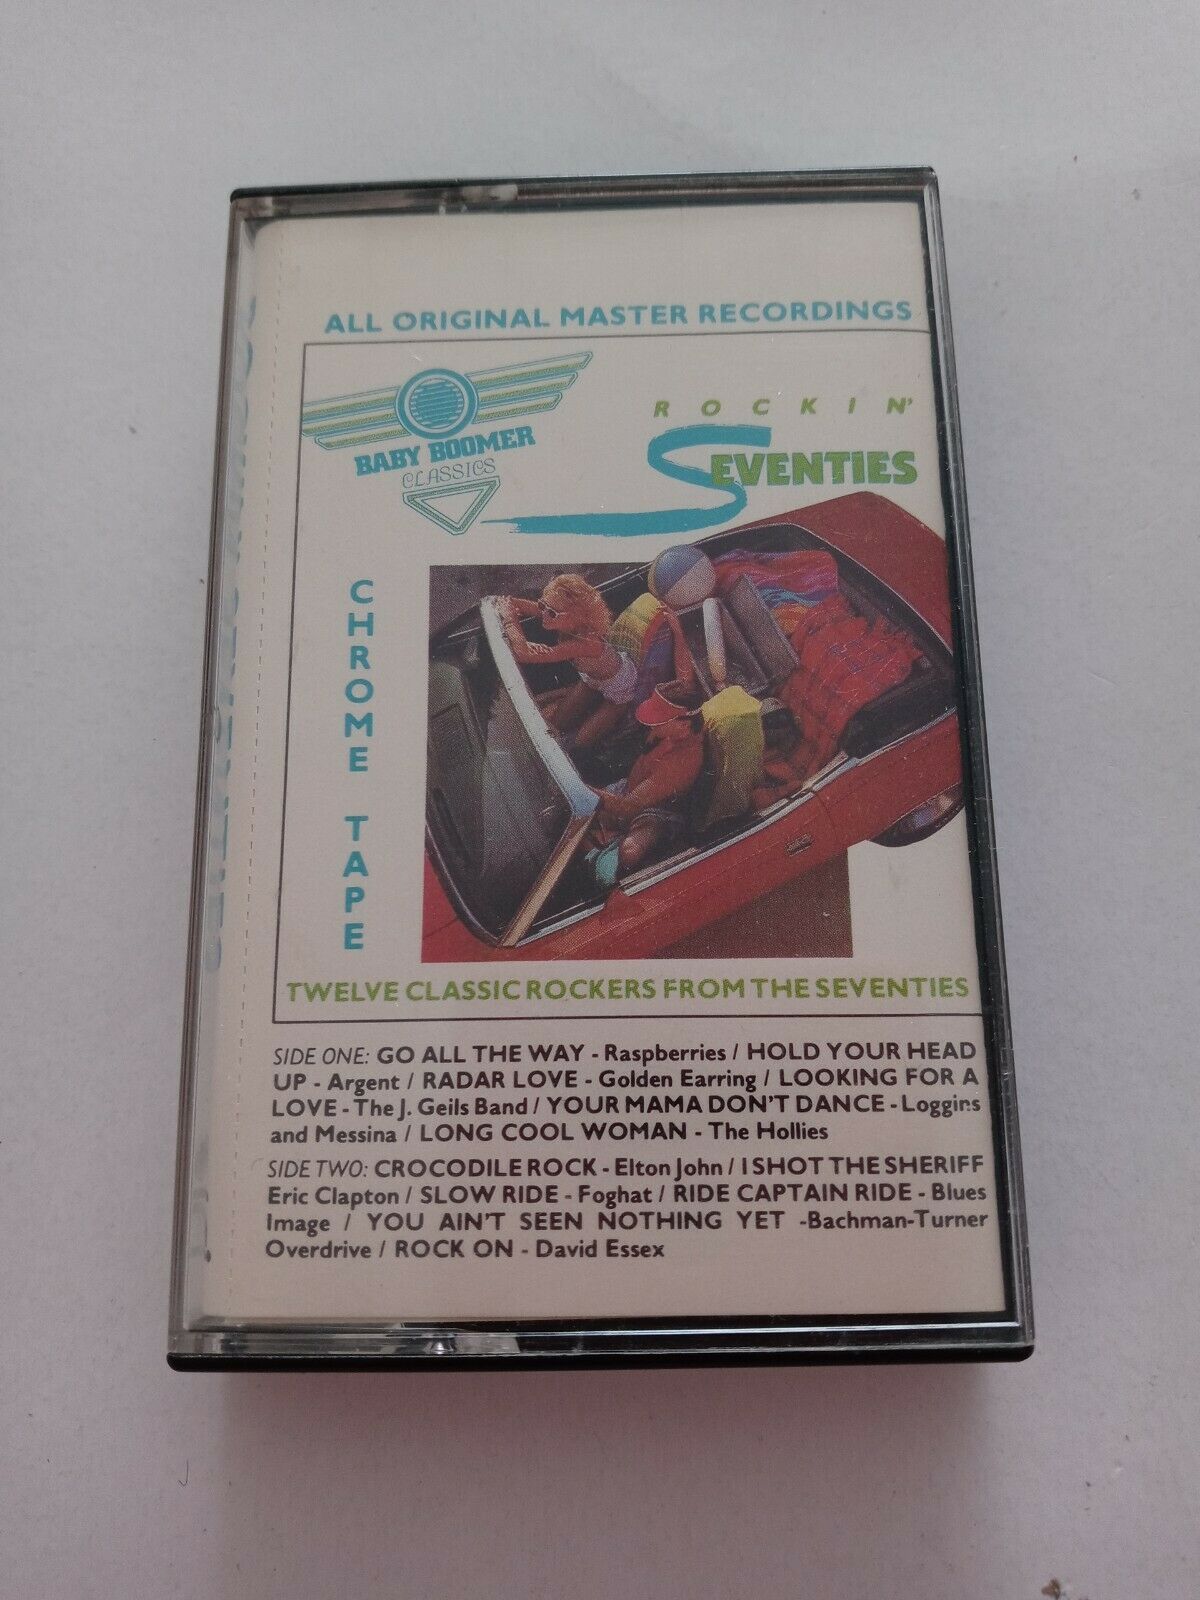 ALL ORIGINAL MASTER RECORDINGS
BABY BOOMER
CLASSICS
ROCKIN'
SEVENTIES
CHROME TAPE
TWELVE CLASSIC ROCKERS FROM THE SEVENTIES
SIDE ONE: GO ALL THE WAY - Raspberries / HOLD YOUR HEAD
UP - Argent / RADAR LOVE - Golden Earring / LOOKING FOR A
LOVE - The J. Geils Band / YOUR MAMA DON'T DANCE - Loggins
and Messina / LONG COOL WOMAN - The Hollies
SIDE TWO: CROCODILE ROCK - Elton John / I SHOT THE SHERIFF
Eric Clapton / SLOW RIDE - Foghat / RIDE CAPTAIN RIDE - Blues
Image / YOU AIN'T SEEN NOTHING YET -Bachman-Turner
Overdrive / ROCK ON - David Essex